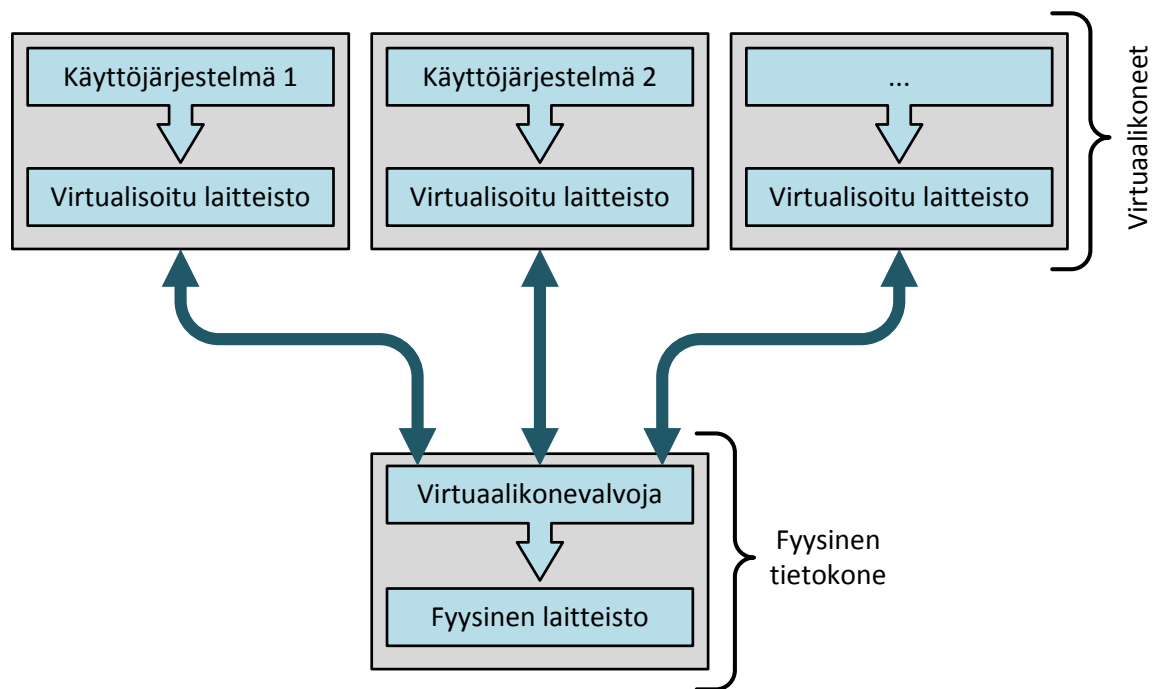 Käyttöjärjestelmä 1
Käyttöjärjestelmä 2
...
Virtualisoitu laitteisto
Virtualisoitu laitteisto
Virtualisoitu laitteisto
Virtuaalikoneet
Virtuaalikonevalvoja
Fyysinen laitteisto
Fyysinen
tietokone